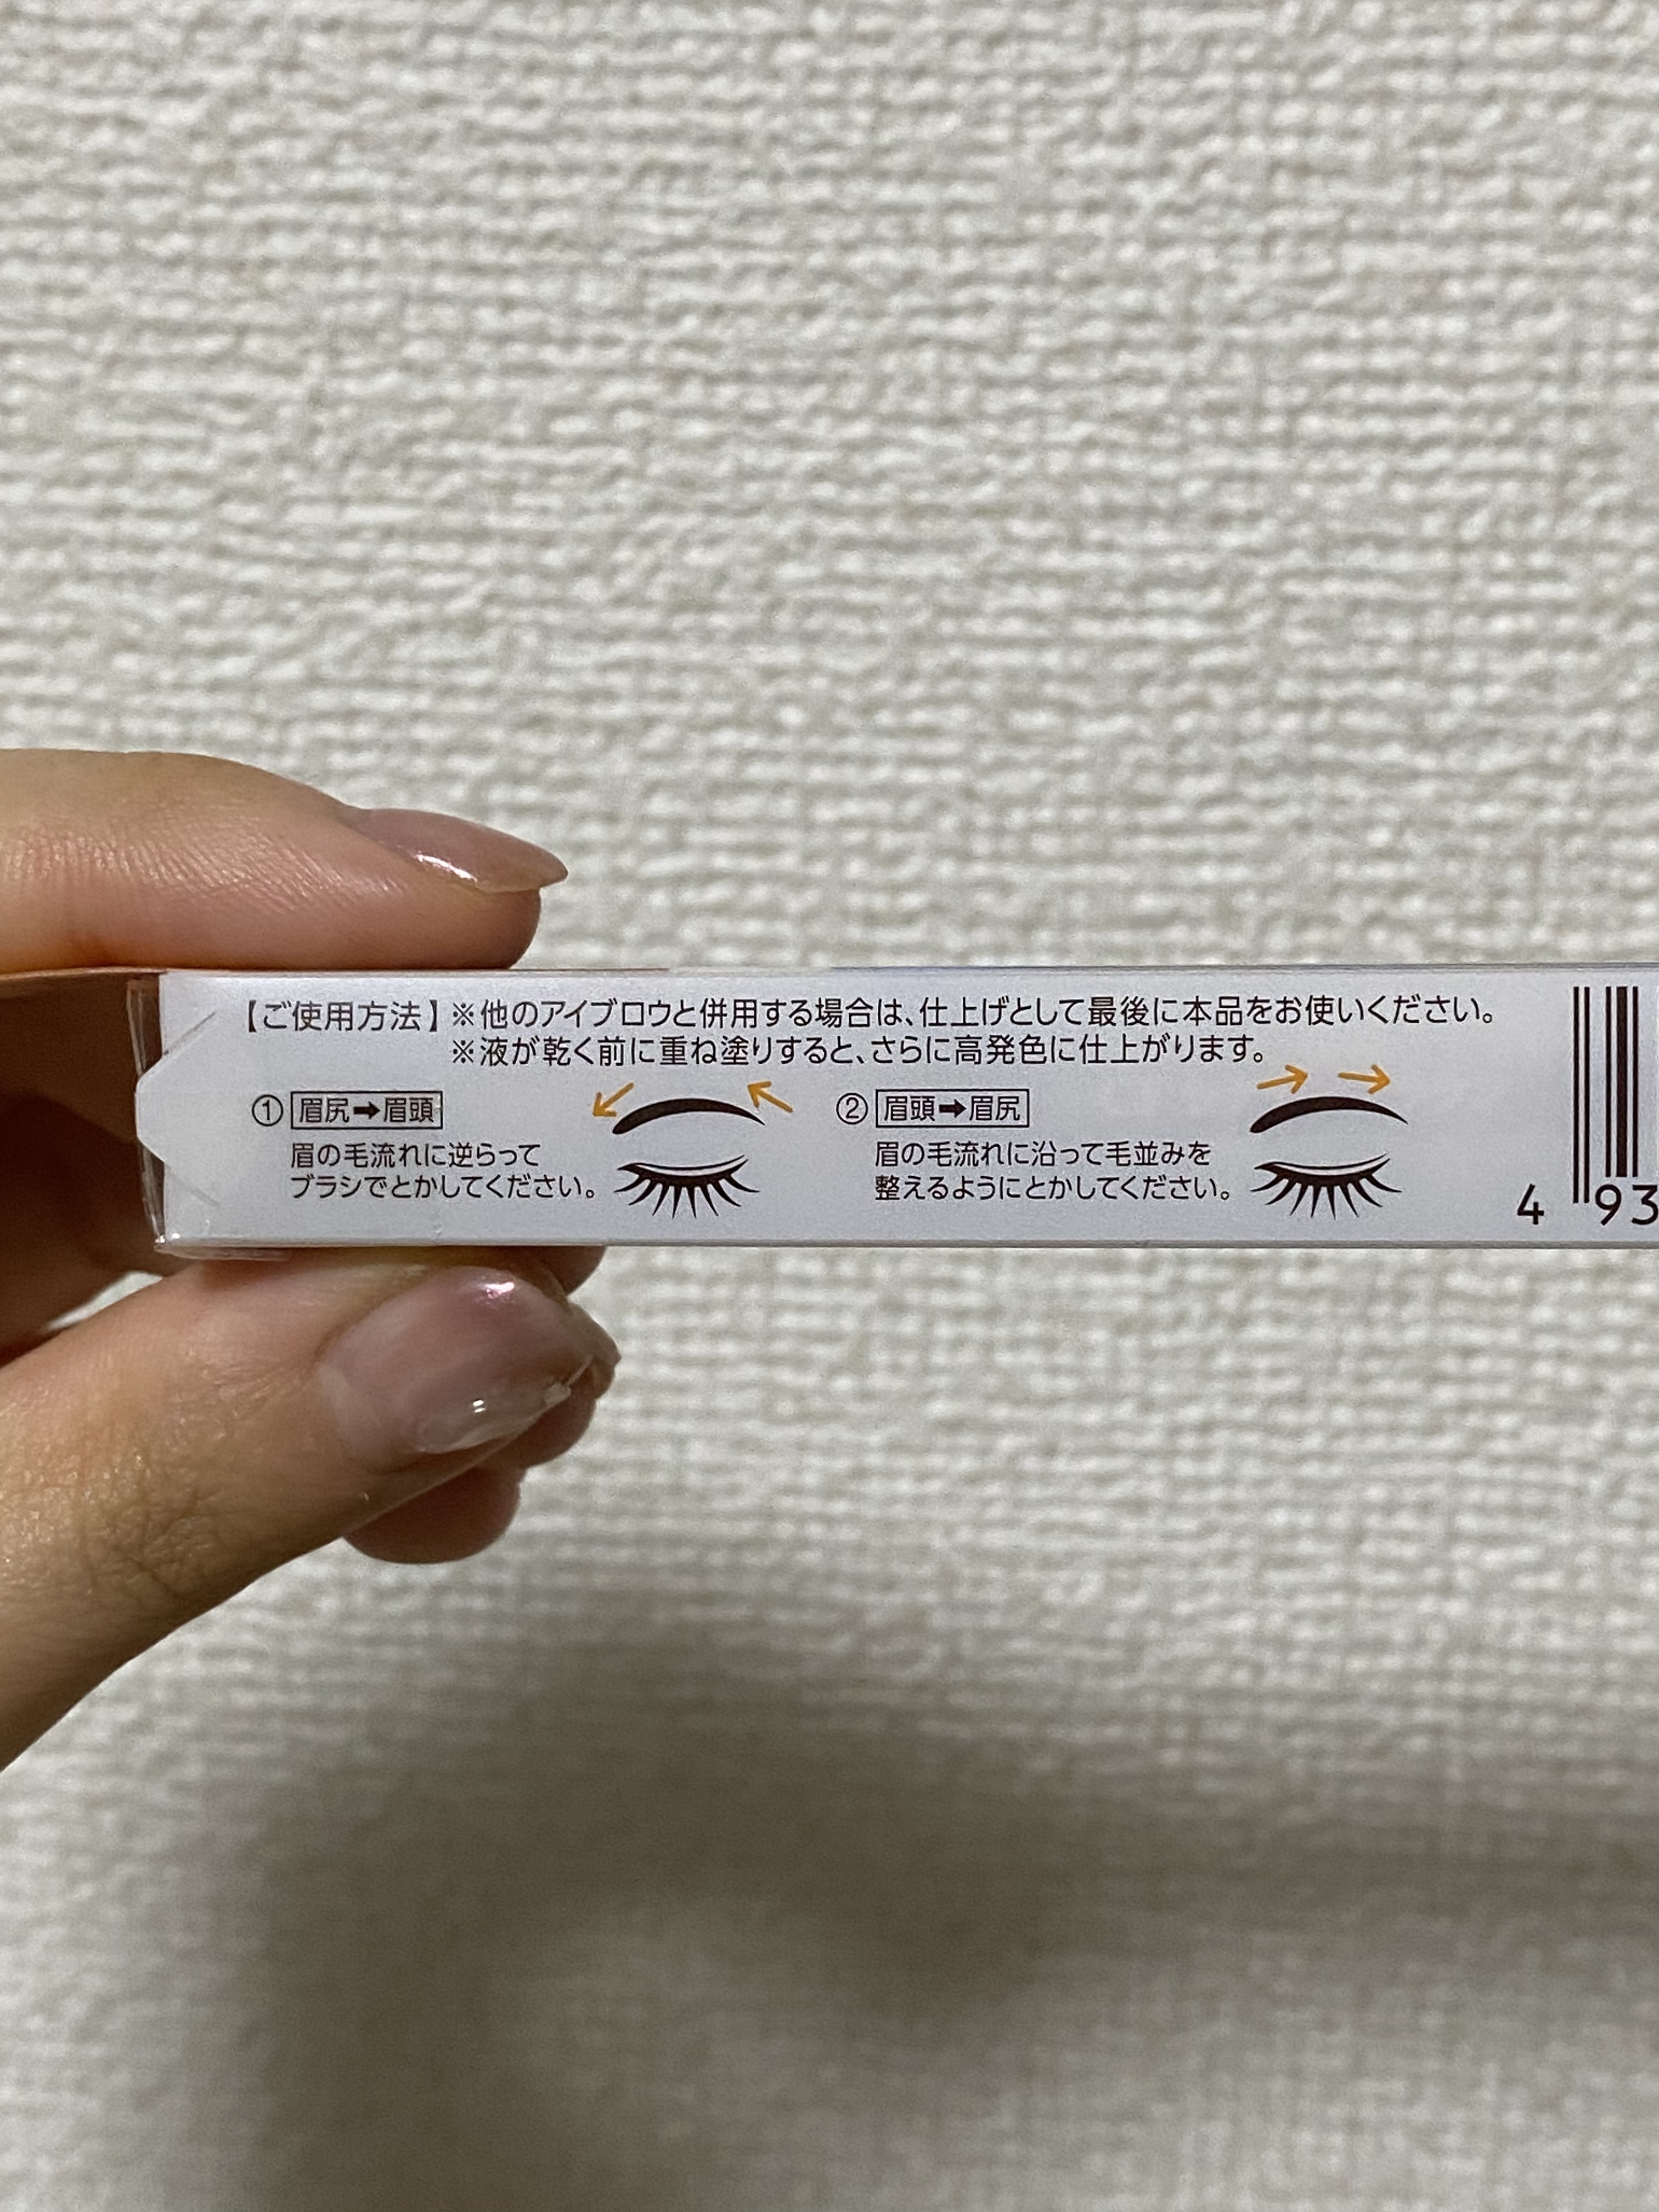 【ご使用方法】※他のアイブロウと併用する場合は、仕上げとして最後に本品をお使いください。
※液が乾く前に重ね塗りすると、さらに高発色に仕上がります。
① 眉尻➡眉頭
眉の毛流れに逆らって
ブラシでとかしてください。
② 眉頭➡眉尻
眉の毛流れに沿って毛並みを
整えるようにとかしてください。
4 93